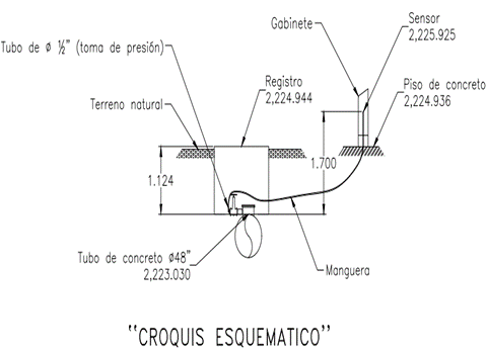 Gabinete
Sensor
2,225.925
Tubo de ø ½" (toma de presión)
Registro
2,224.944
Piso de concreto
2,224.936
Terreno natural
1.124
1.700
Tubo de concreto ø48"
2,223.030
Manguera
"CROQUIS ESQUEMATICO"